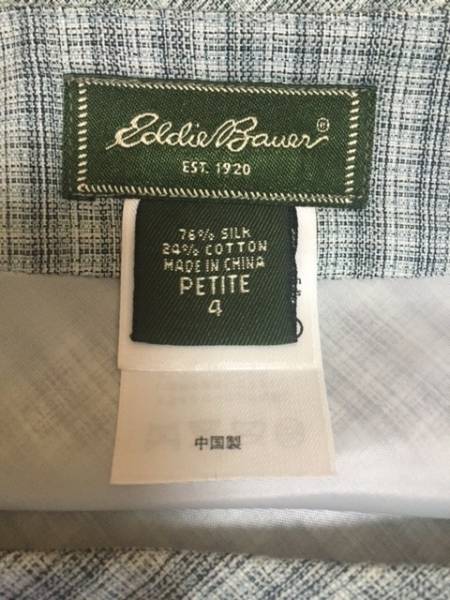 Eddie Bauer®
EST. 1920
76% SILK
24% COTTON
MADE IN CHINA
PETITE
4
中国製